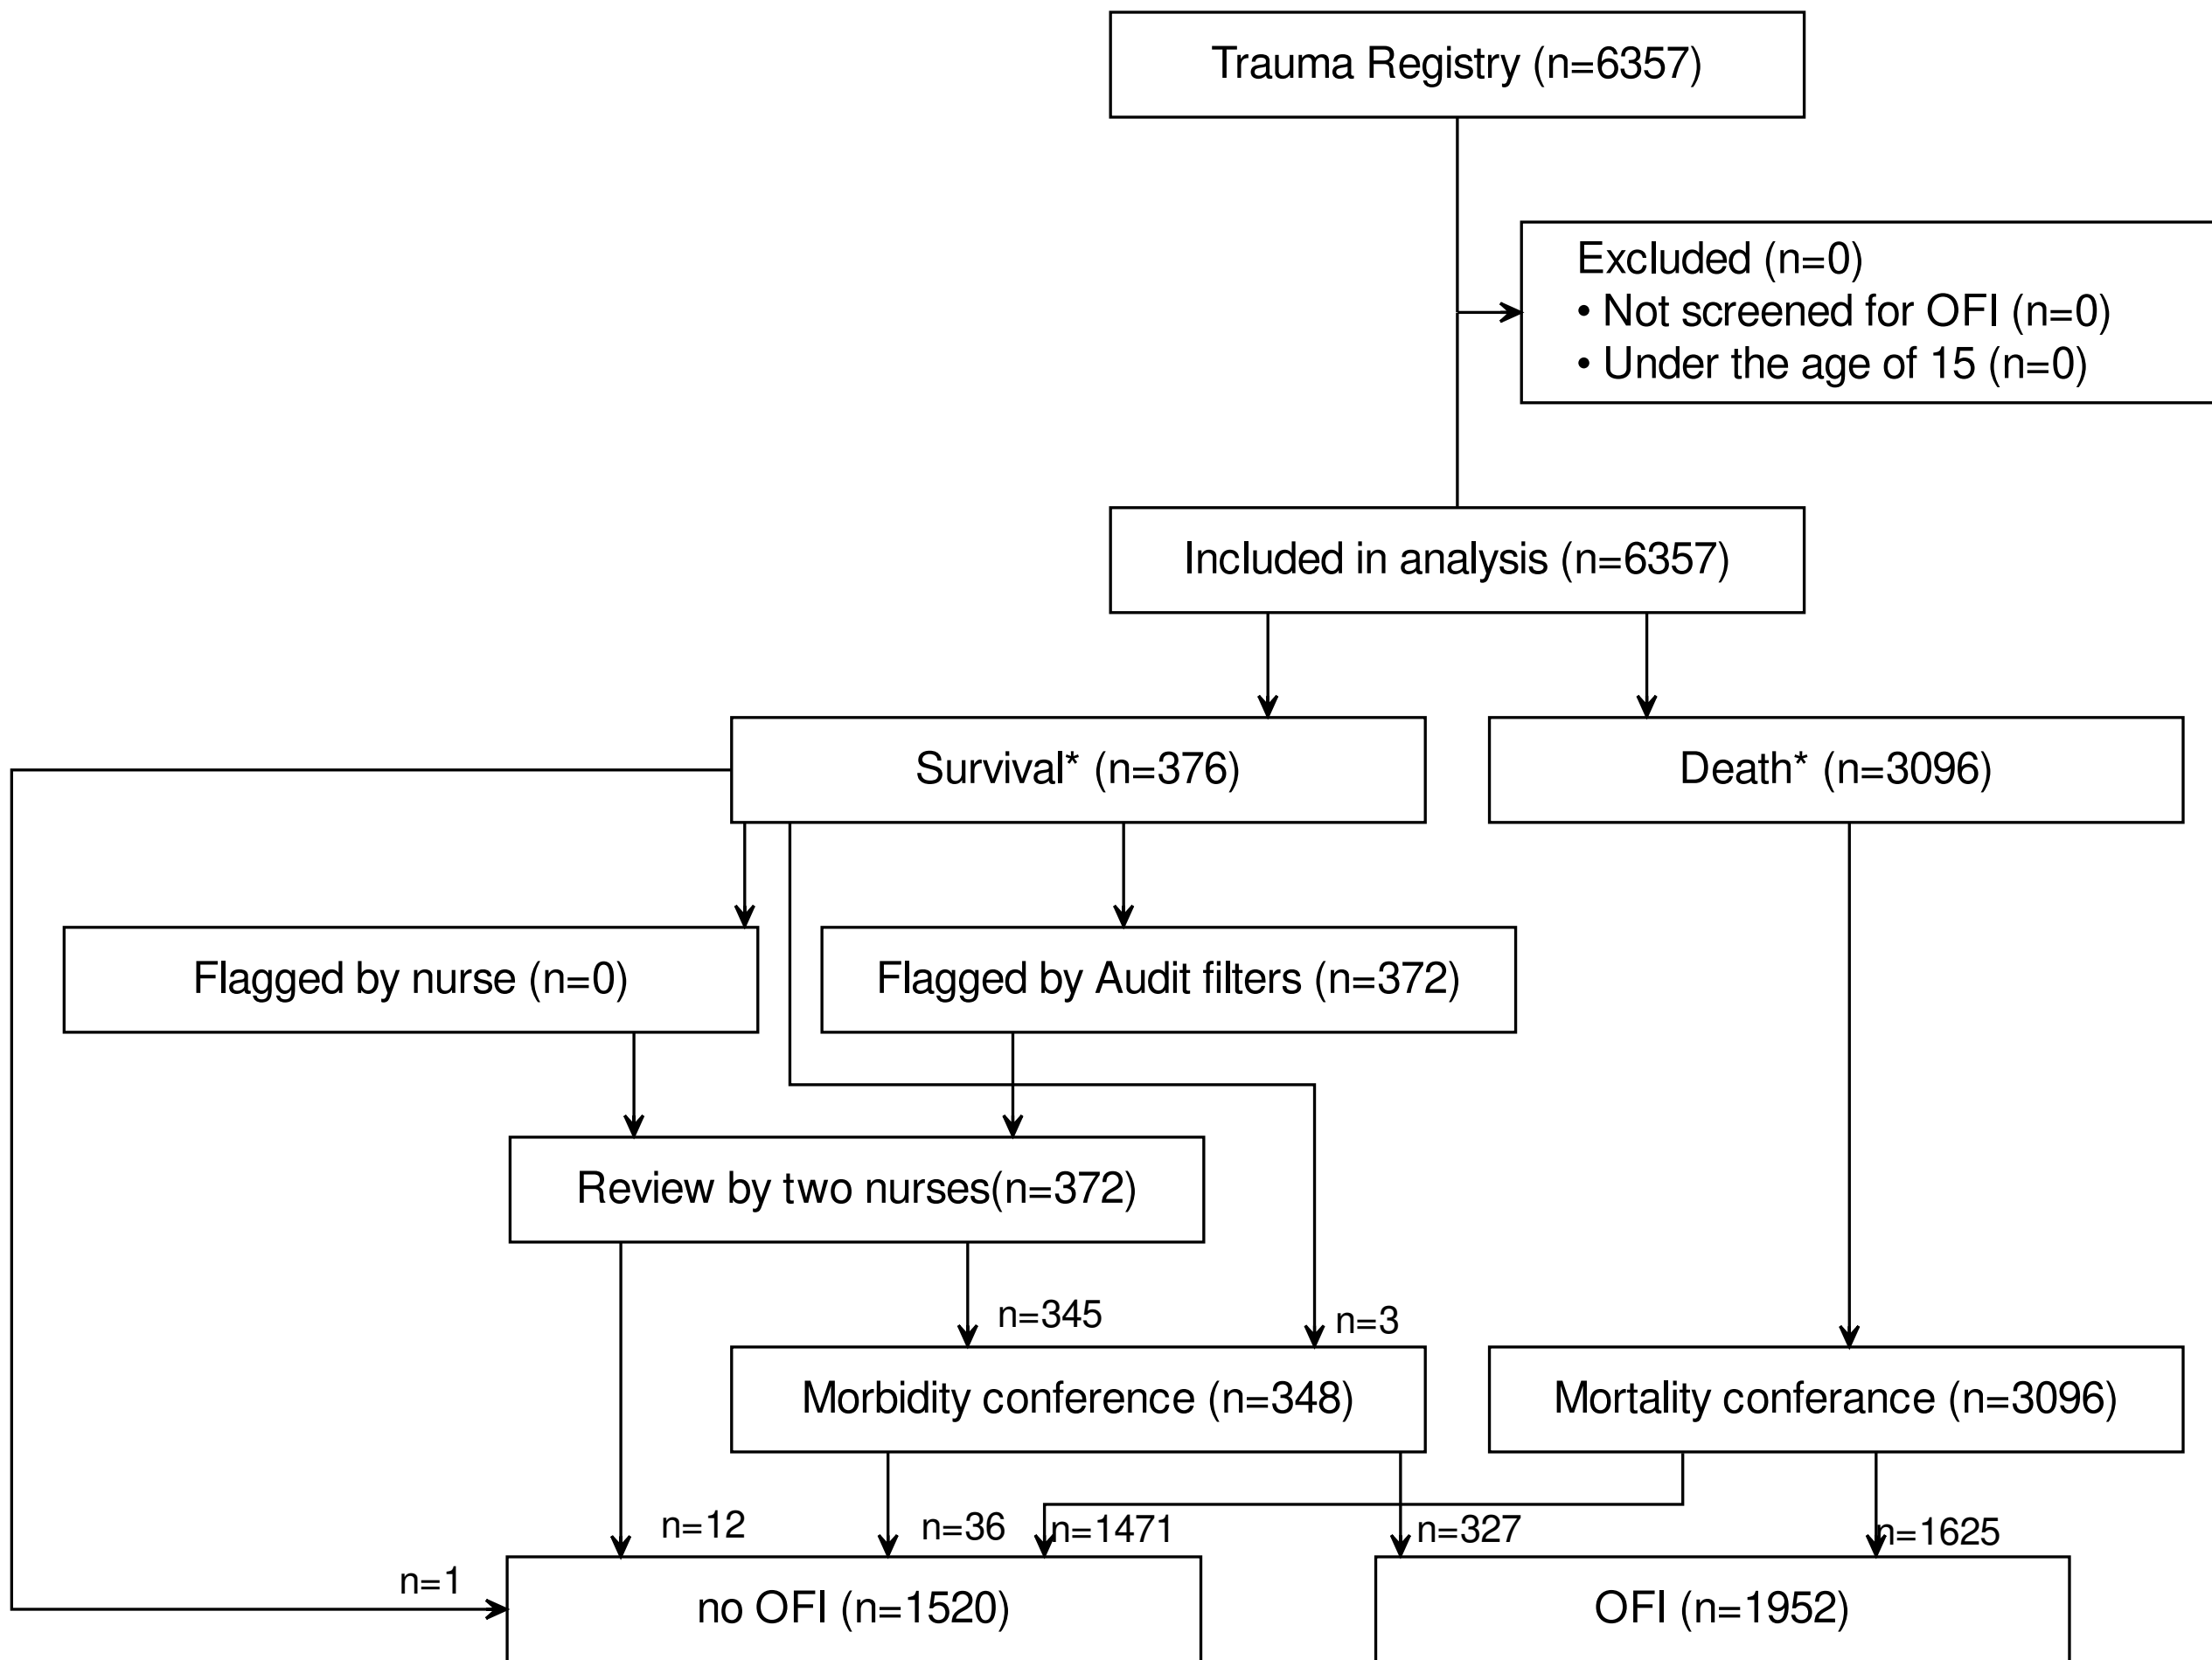 Trauma Registry (n=6357)
Excluded (n=0)
• Not screened for OFI (n=0)
• Under the age of 15 (n=0)
Included in analysis (n=6357)
Survival* (n=376)
Death* (n=3096)
Flagged by nurse (n=0)
Flagged by Audit filters (n=372)
Review by two nurses(n=372)
n=345
n=3
Morbidity conference (n=348)
Mortality conferance (n=3096)
n=12
n=36
n=1471
n=327
n=1625
n=1
no OFI (n=1520)
OFI (n=1952)